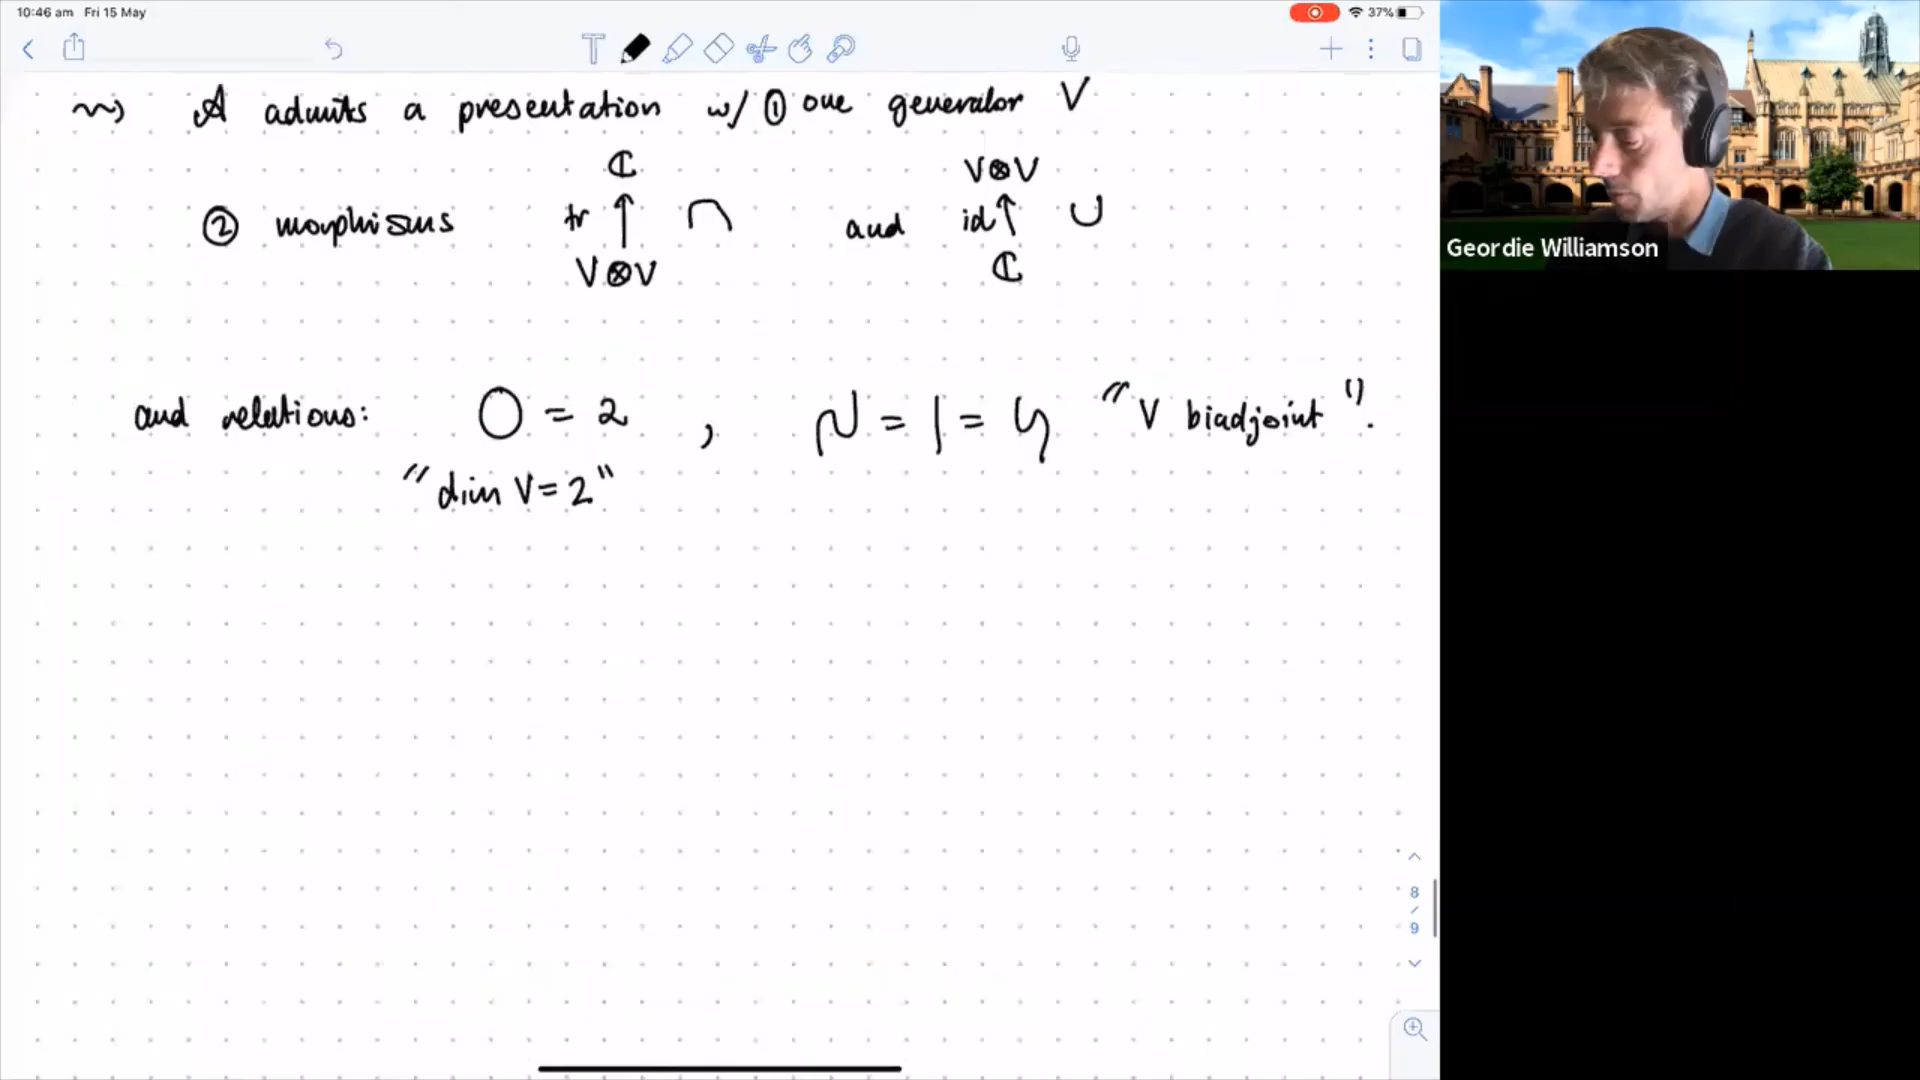 10:46 am Fri 15 May
37%
⇝ A admits a presentation w/ ① one generator V
ℂ
V⊗V
② morphisms tr ↑ ∩ and id ↑ ∪
V⊗V
ℂ
and relations: O = 2 , = | = "V biadjoint".
"dim V = 2"
Geordie Williamson
8
/
9